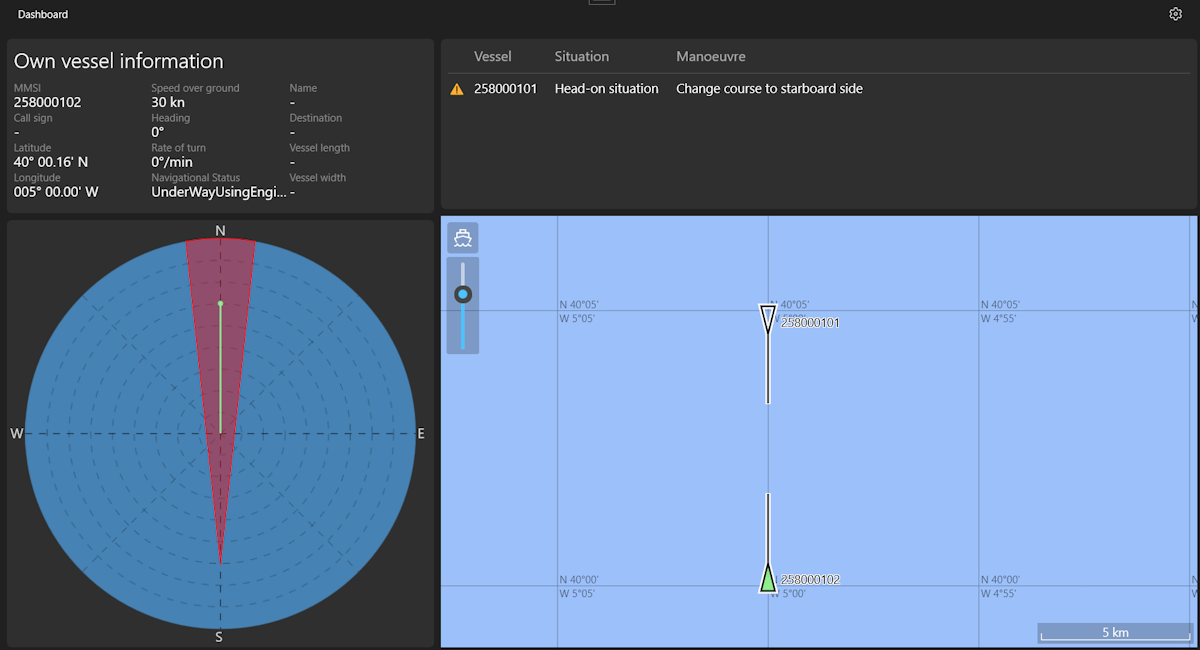 Dashboard
Own vessel information
MMSI Speed over ground Name
258000102 30 kn -
Call sign Heading Destination
- 0° -
Latitude Rate of turn Vessel length
40° 00.16' N 0°/min -
Longitude Navigational Status Vessel width
005° 00.00' W UnderWayUsingEngi... -
Vessel Situation Manoeuvre
258000101 Head-on situation Change course to starboard side
N
W E
S
N 40°05' N 40°05' N 40°05'
W 5°05' W 5°00' W 4°55' W
258000101
N 40°00' N 40°00'
258000102
W 5°05' W 5°00' W 4°55' W
5 km